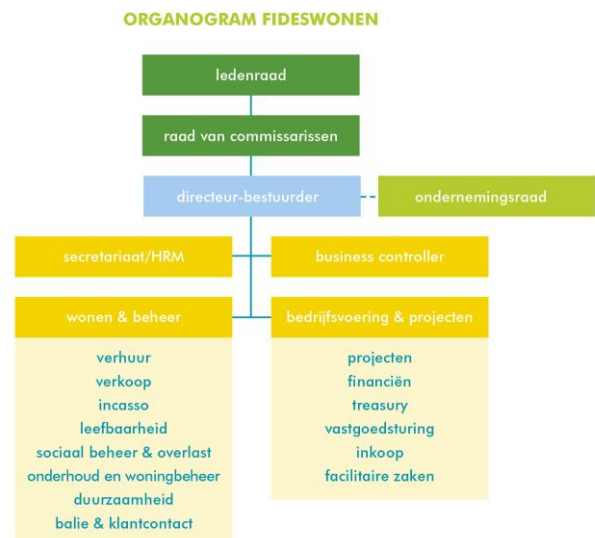 ORGANOGRAM FIDESWONEN
ledenraad
raad van commissarissen
directeur-bestuurder
ondernemingsraad
secretariaat/HRM
business controller
wonen & beheer
bedrijfsvoering & projecten
verhuur
verkoop
incasso
leefbaarheid
sociaal beheer & overlast
onderhoud en woningbeheer
duurzaamheid
balie & klantcontact
projecten
financiën
treasury
vastgoedsturing
inkoop
facilitaire zaken